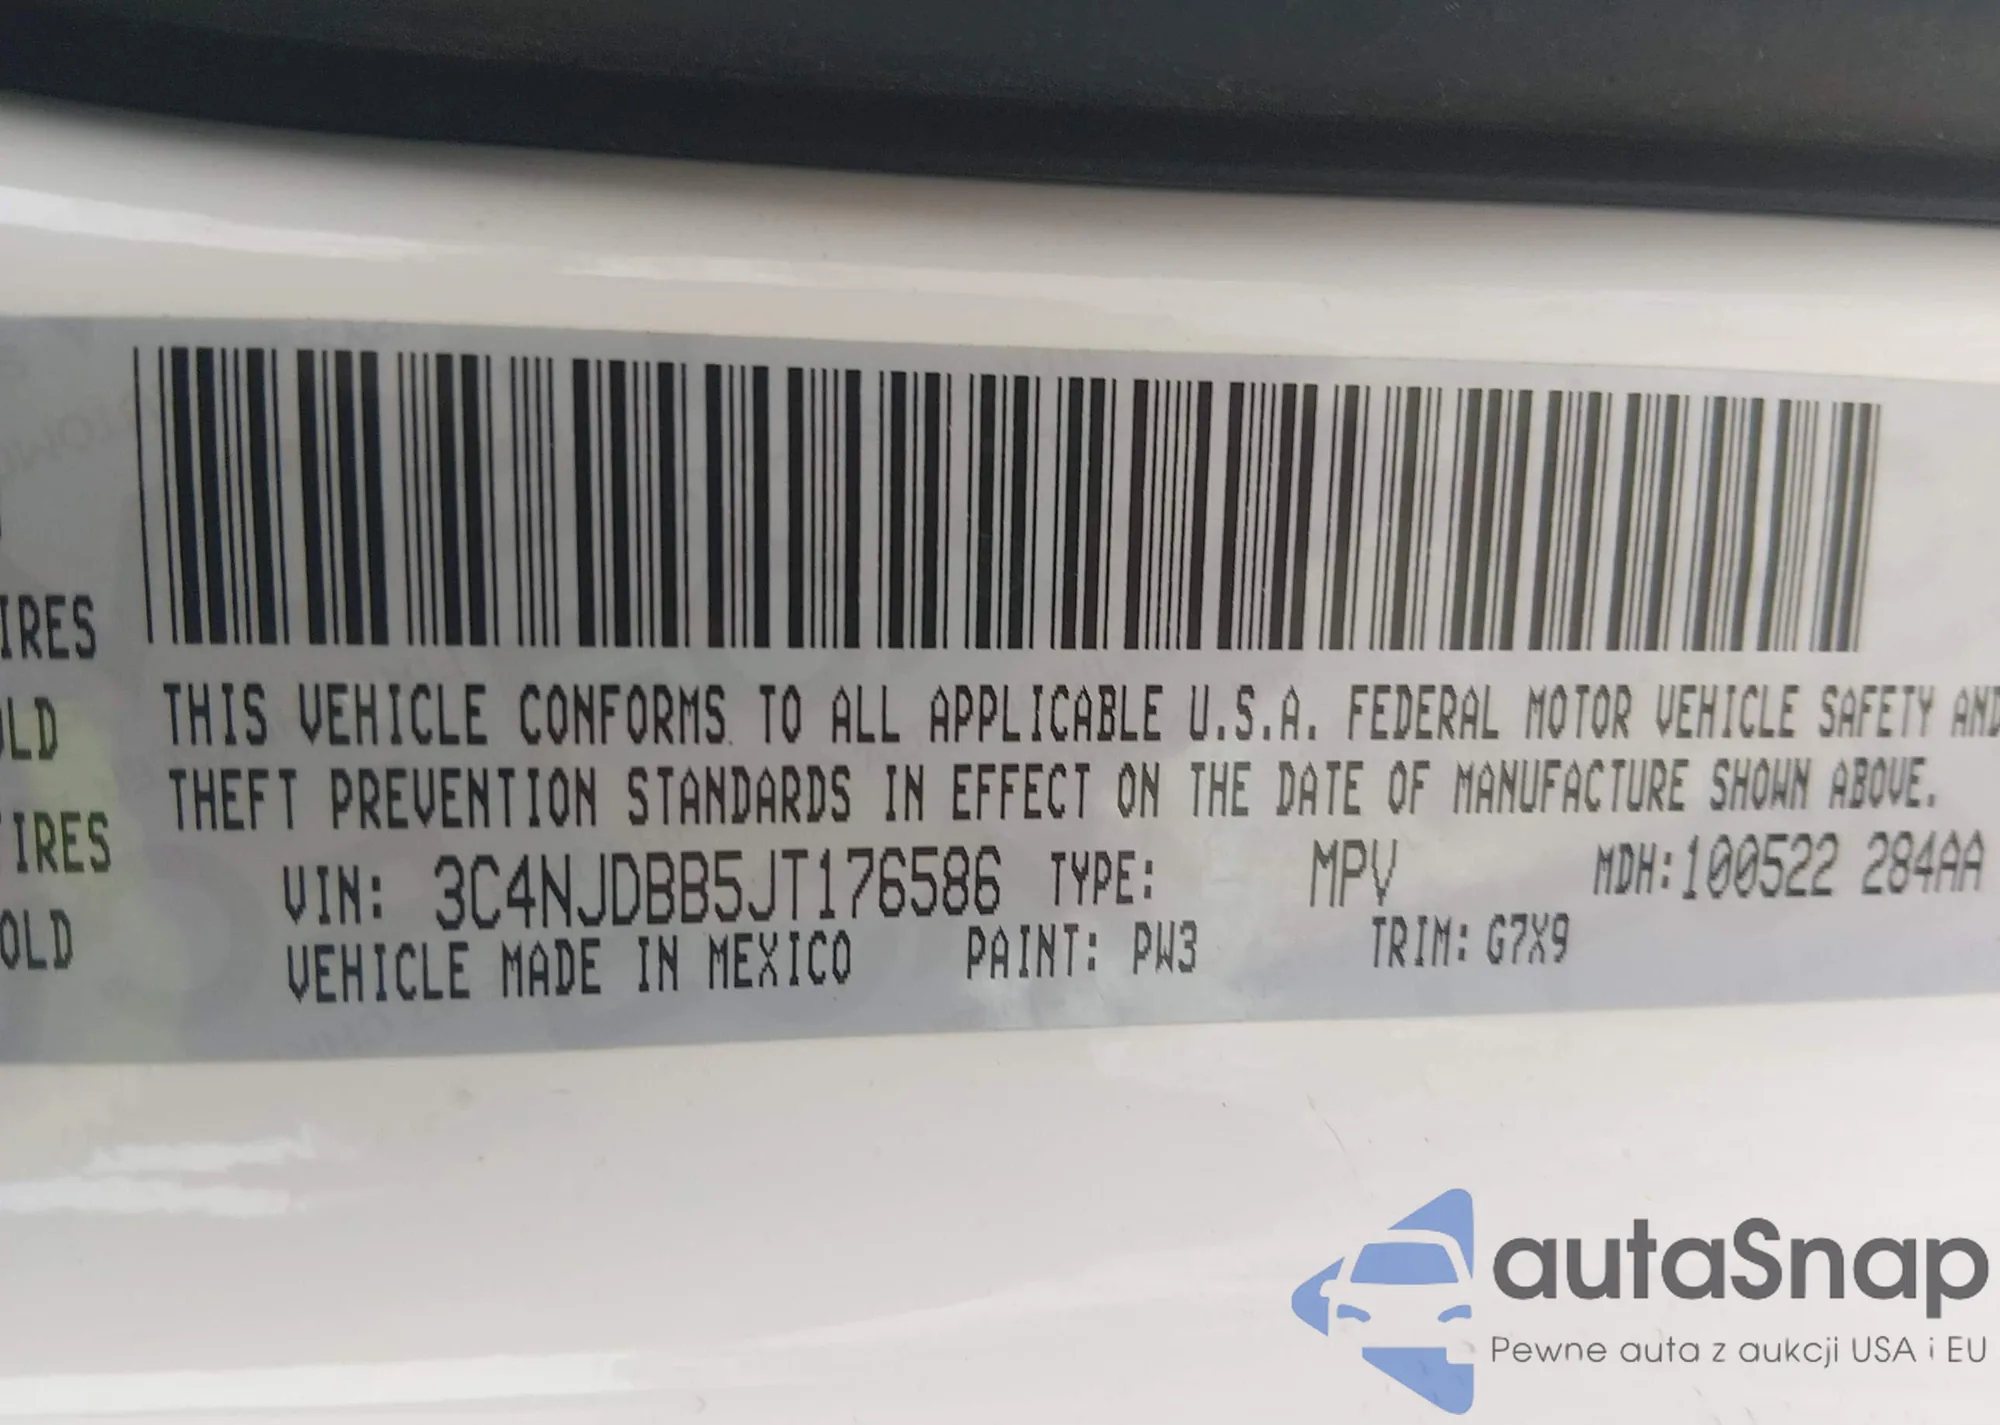 IRES
OLD
THIS VEHICLE CONFORMS TO ALL APPLICABLE U.S.A. FEDERAL MOTOR VEHICLE SAFETY AND
THEFT PREVENTION STANDARDS IN EFFECT ON THE DATE OF MANUFACTURE SHOWN ABOVE.
IRES
VIN: 3C4NJDBB5JT176586 TYPE: MPV MDH:100522 284AA
OLD
VEHICLE MADE IN MEXICO PAINT: PW3 TRIM: G7X9
autaSnap
Pewne auta z aukcji USA i EU